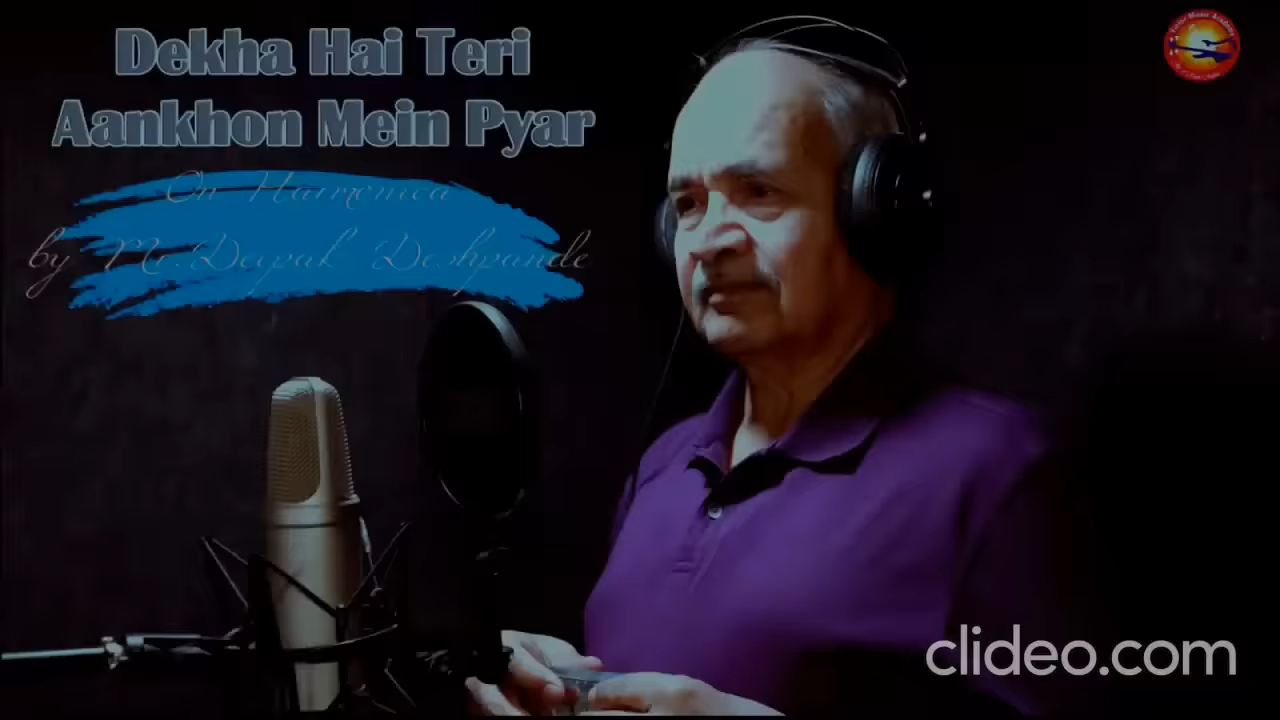 Dekha Hai Teri
Aankhon Mein Pyar
On Harmonica
by Mr. Deepak Deshpande
clideo.com